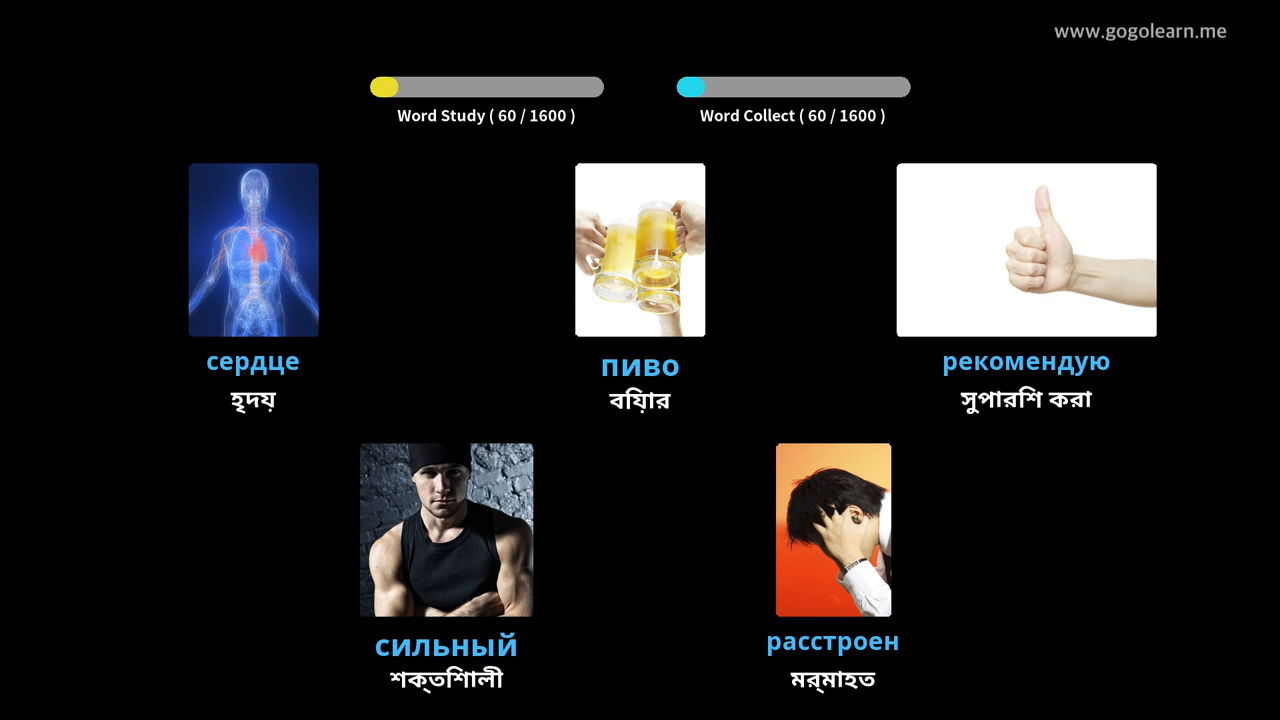 www.gogolearn.me
Word Study ( 60 / 1600 )
Word Collect ( 60 / 1600 )
сердце
হৃদয়
пиво
বিয়ার
рекомендую
সুপারিশ করা
сильный
শক্তিশালী
расстроен
মর্মাহত